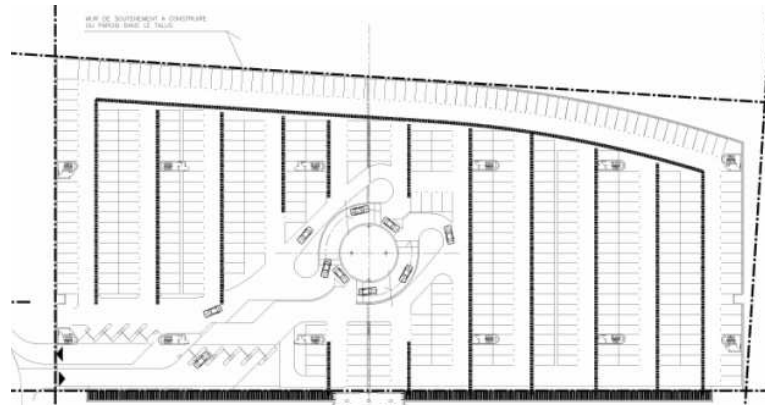 MUR DE SOUTENEMENT A CONSTRUIRE
OU PAROIS DANS LE TALUS